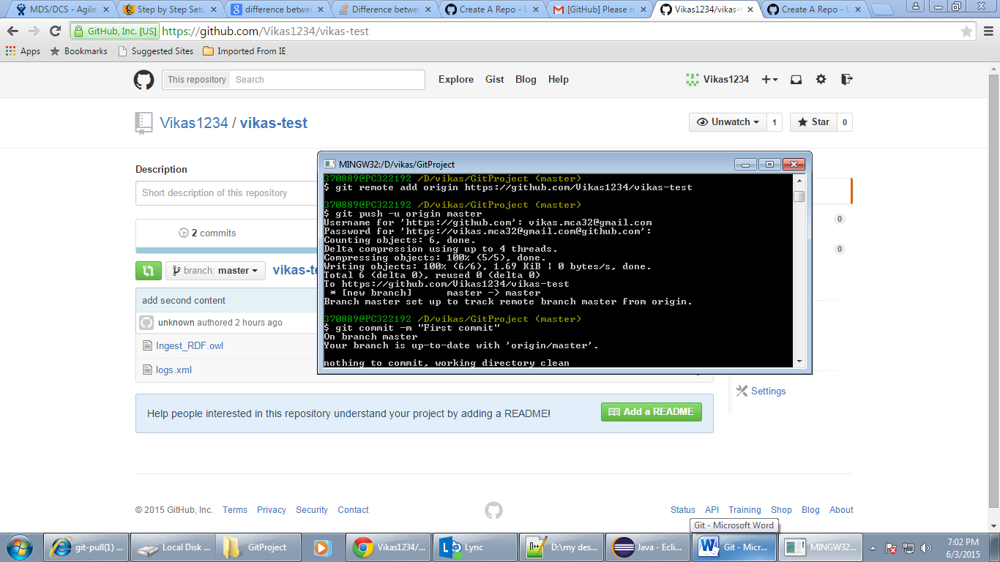 MDS/DCS - Agile
Step by Step Setu
difference betwee
Difference betwe
Create A Repo - U
[GitHub] Please re
Vikas1234/vikas-t
Create A Repo - U
GitHub, Inc. [US] https://github.com/Vikas1234/vikas-test
Apps Bookmarks Suggested Sites Imported From IE
This repository Search Explore Gist Blog Help Vikas1234
Vikas1234 / vikas-test Unwatch 1 Star 0
Description
Short description of this repository
2 commits
branch: master vikas-te
add second content
unknown authored 2 hours ago
Ingest_RDF.owl
logs.xml
MINGW32:/D/vikas/GitProject
370889@PC322192 /D/vikas/GitProject (master)
$ git remote add origin https://github.com/Vikas1234/vikas-test
370889@PC322192 /D/vikas/GitProject (master)
$ git push -u origin master
Username for 'https://github.com': vikas.mca32@gmail.com
Password for 'https://vikas.mca32@gmail.com@github.com':
Counting objects: 6, done.
Delta compression using up to 4 threads.
Compressing objects: 100% (5/5), done.
Writing objects: 100% (6/6), 1.69 KiB | 0 bytes/s, done.
Total 6 (delta 0), reused 0 (delta 0)
To https://github.com/Vikas1234/vikas-test
* [new branch] master -> master
Branch master set up to track remote branch master from origin.
370889@PC322192 /D/vikas/GitProject (master)
$ git commit -m "First commit"
On branch master
Your branch is up-to-date with 'origin/master'.
nothing to commit, working directory clean
0
0
Settings
Help people interested in this repository understand your project by adding a README!
Add a README
© 2015 GitHub, Inc. Terms Privacy Security Contact
Status API Training Shop Blog About
Git - Microsoft Word
git-pull(1) ...
Local Disk ...
GitProject
Vikas1234/...
Lync
D:\my des...
Java - Ecli...
Git - Micr...
MINGW32...
7:02 PM
6/3/2015